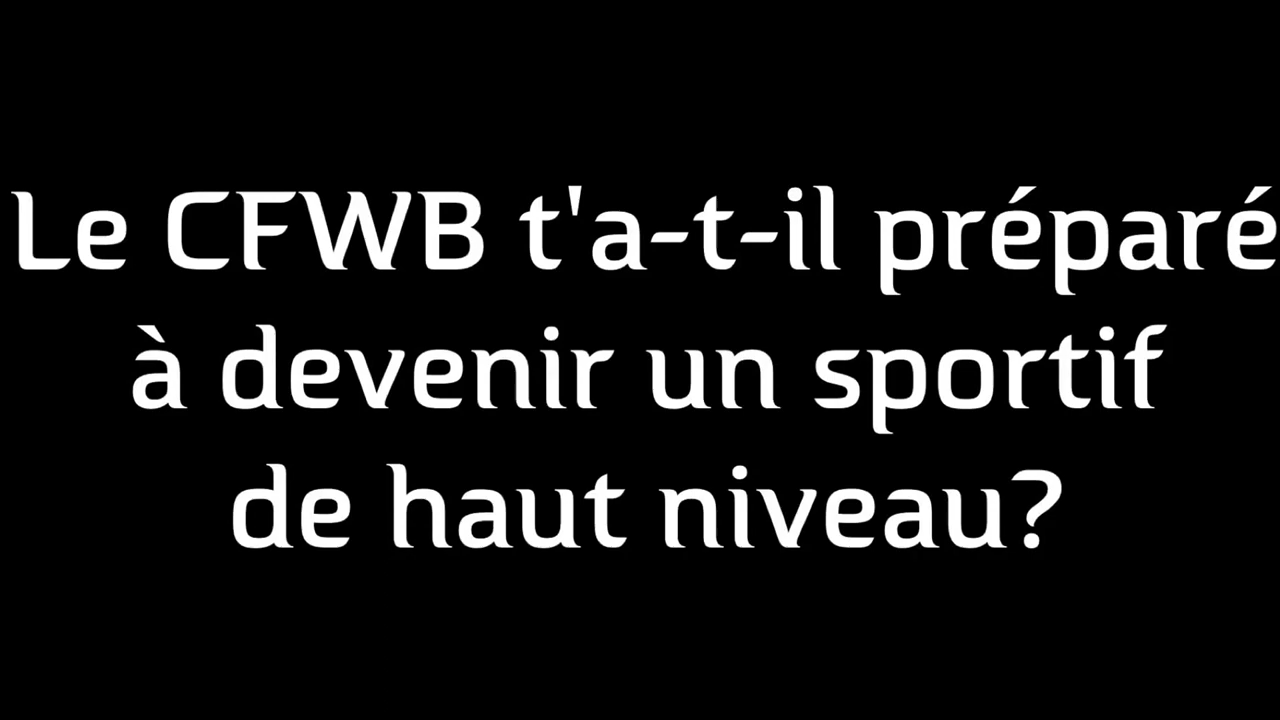 Le CFWB t'a-t-il préparé
à devenir un sportif
de haut niveau?